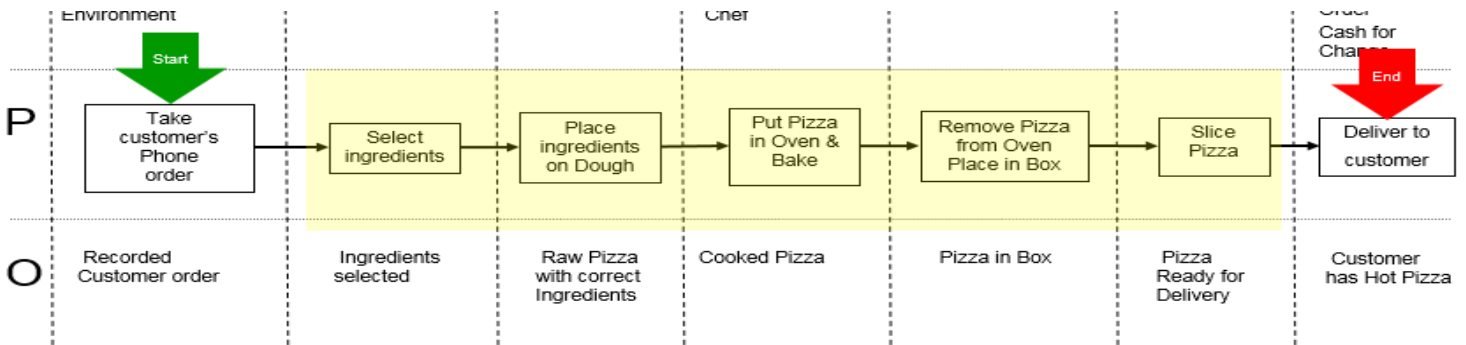 Environment
Chef
Order
Cash for
Change
Start
End
P
Take
customer's
Phone
order
Select
ingredients
Place
ingredients
on Dough
Put Pizza
in Oven &
Bake
Remove Pizza
from Oven
Place in Box
Slice
Pizza
Deliver to
customer
O
Recorded
Customer order
Ingredients
selected
Raw Pizza
with correct
Ingredients
Cooked Pizza
Pizza in Box
Pizza
Ready for
Delivery
Customer
has Hot Pizza